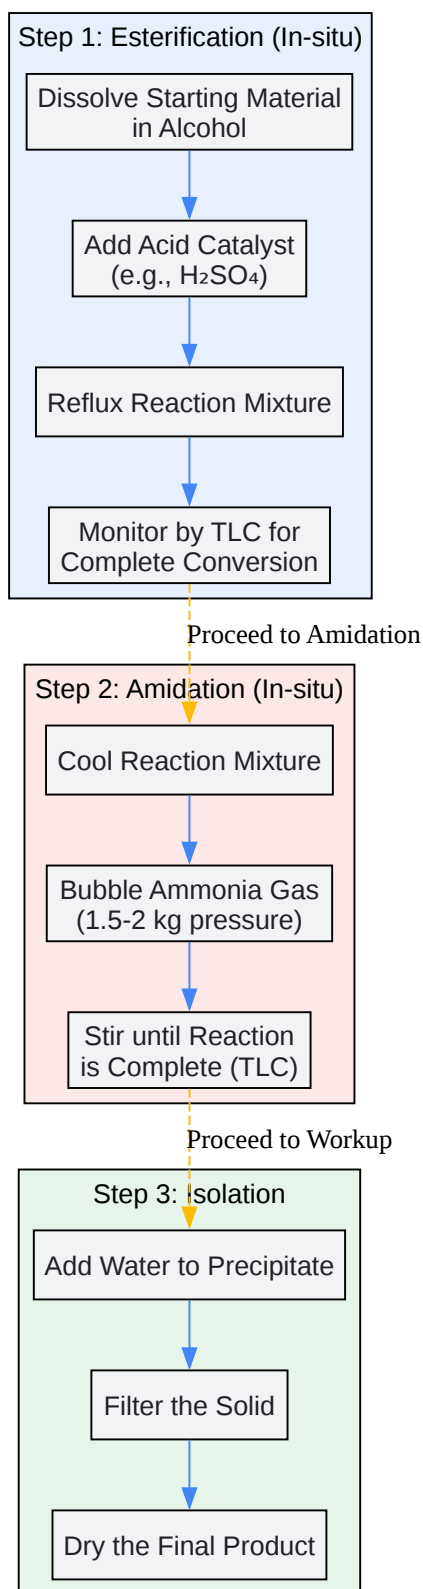 Step 1: Esterification (In-situ)
Dissolve Starting Material
in Alcohol
Add Acid Catalyst
(e.g., H₂SO₄)
Reflux Reaction Mixture
Monitor by TLC for
Complete Conversion
Proceed to Amidation
Step 2: Amidation (In-situ)
Cool Reaction Mixture
Bubble Ammonia Gas
(1.5-2 kg pressure)
Stir until Reaction
is Complete (TLC)
Proceed to Workup
Step 3: Isolation
Add Water to Precipitate
Filter the Solid
Dry the Final Product